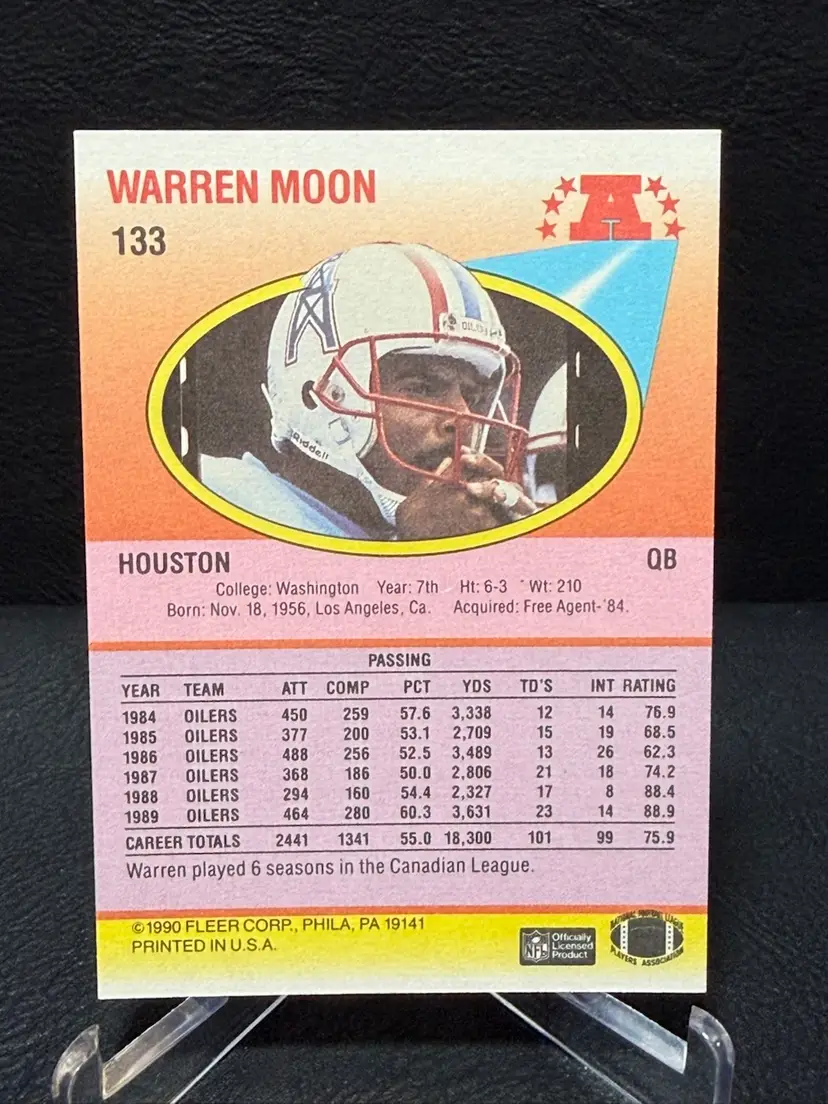 WARREN MOON
133
A
OILERS
Riddell
HOUSTON QB
College: Washington Year: 7th Ht: 6-3 Wt: 210
Born: Nov. 18, 1956, Los Angeles, Ca. Acquired: Free Agent-'84.
PASSING
YEAR TEAM ATT COMP PCT YDS TD'S INT RATING
1984 OILERS 450 259 57.6 3,338 12 14 76.9
1985 OILERS 377 200 53.1 2,709 15 19 68.5
1986 OILERS 488 256 52.5 3,489 13 26 62.3
1987 OILERS 368 186 50.0 2,806 21 18 74.2
1988 OILERS 294 160 54.4 2,327 17 8 88.4
1989 OILERS 464 280 60.3 3,631 23 14 88.9
CAREER TOTALS 2441 1341 55.0 18,300 101 99 75.9
Warren played 6 seasons in the Canadian League.
©1990 FLEER CORP., PHILA, PA 19141
PRINTED IN U.S.A.
NFL
Officially
Licensed
Product
NATIONAL FOOTBALL LEAGUE
PLAYERS ASSOCIATION